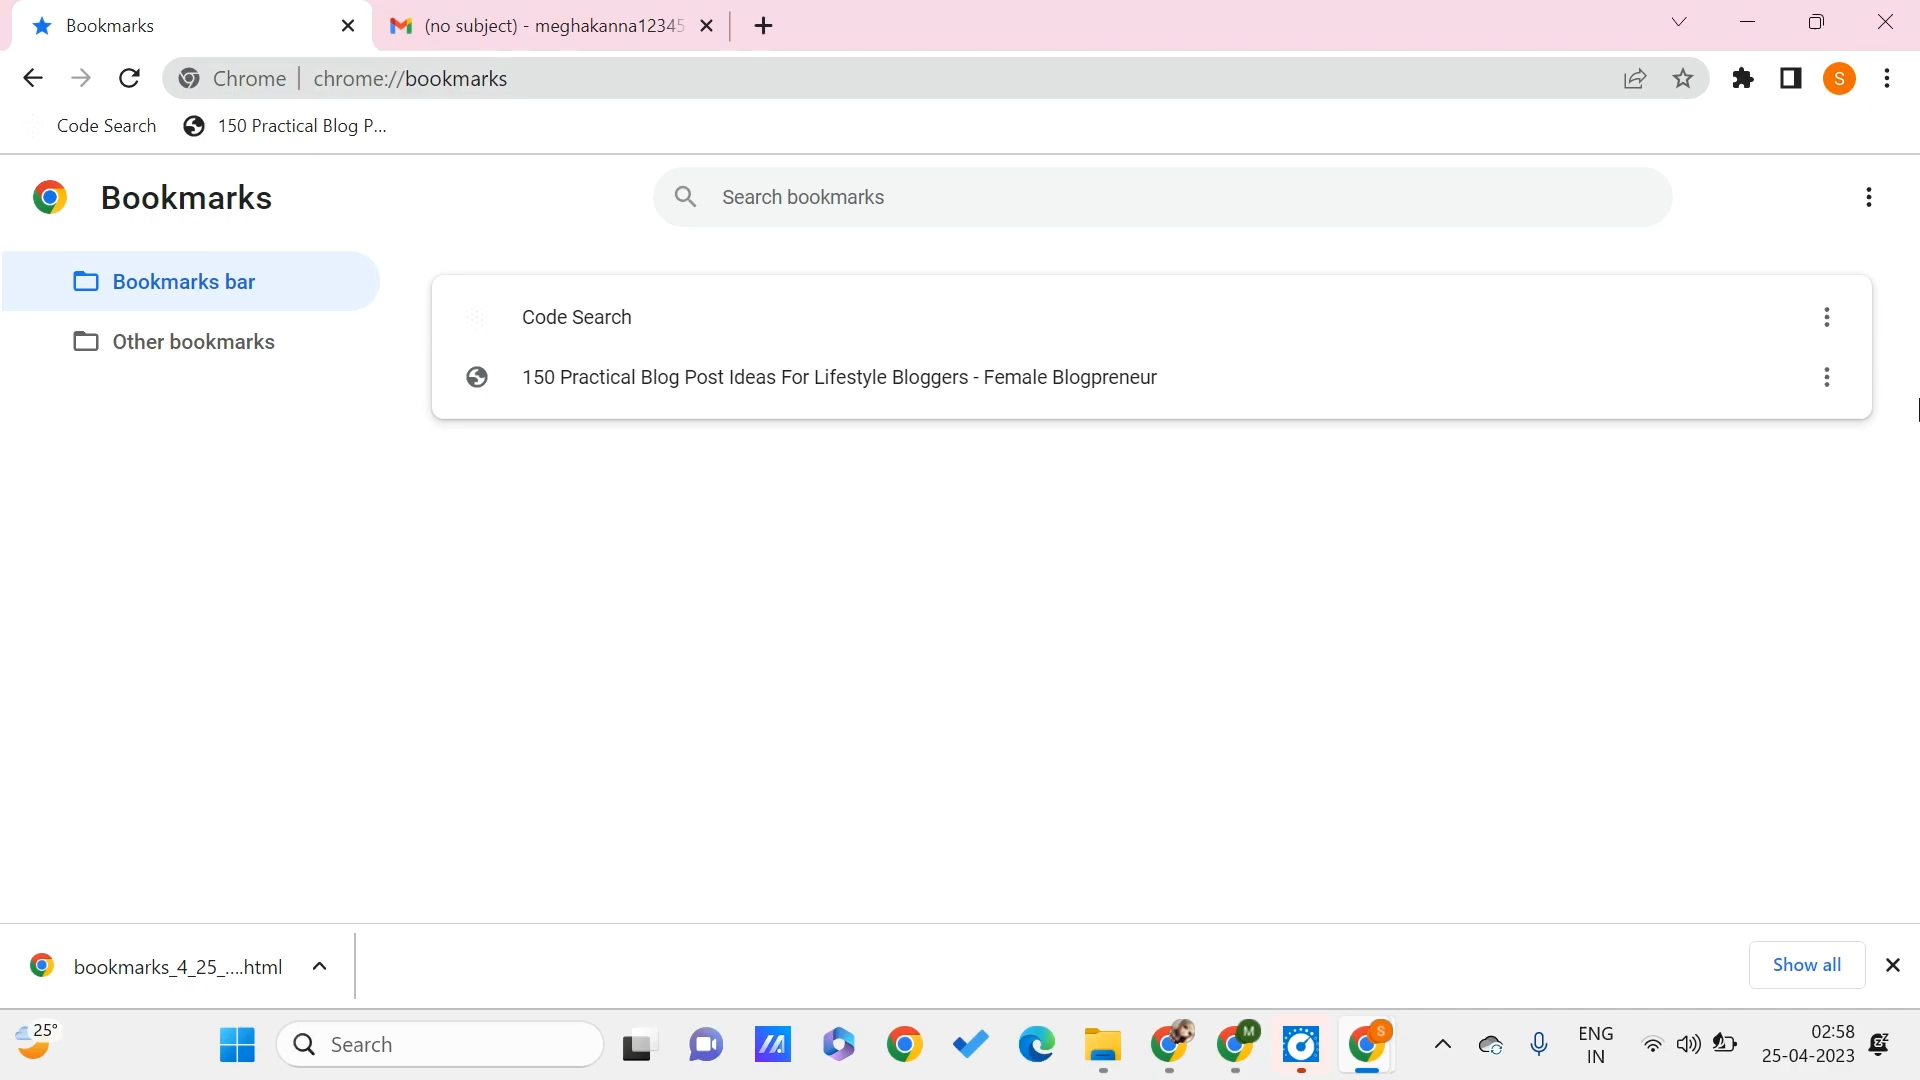 Bookmarks
(no subject) - meghakanna12345
Chrome | chrome://bookmarks
S
Code Search
150 Practical Blog P...
Bookmarks
Search bookmarks
Bookmarks bar
Other bookmarks
Code Search
150 Practical Blog Post Ideas For Lifestyle Bloggers - Female Blogpreneur
bookmarks_4_25_....html
Show all
25°
Search
M
S
ENG
IN
02:58
25-04-2023